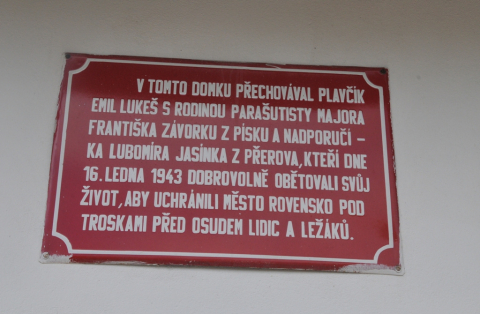 V TOMTO DOMKU PŘECHOVÁVAL PLAVČÍK
EMIL LUKEŠ S RODINOU PARAŠUTISTY MAJORA
FRANTIŠKA ZÁVORKU Z PÍSKU A NADPORUČÍ –
KA LUBOMÍRA JASÍNKA Z PŘEROVA, KTEŘÍ DNE
16. LEDNA 1943 DOBROVOLNĚ OBĚTOVALI SVŮJ
ŽIVOT, ABY UCHRÁNILI MĚSTO ROVENSKO POD
TROSKAMI PŘED OSUDEM LIDIC A LEŽÁKŮ.